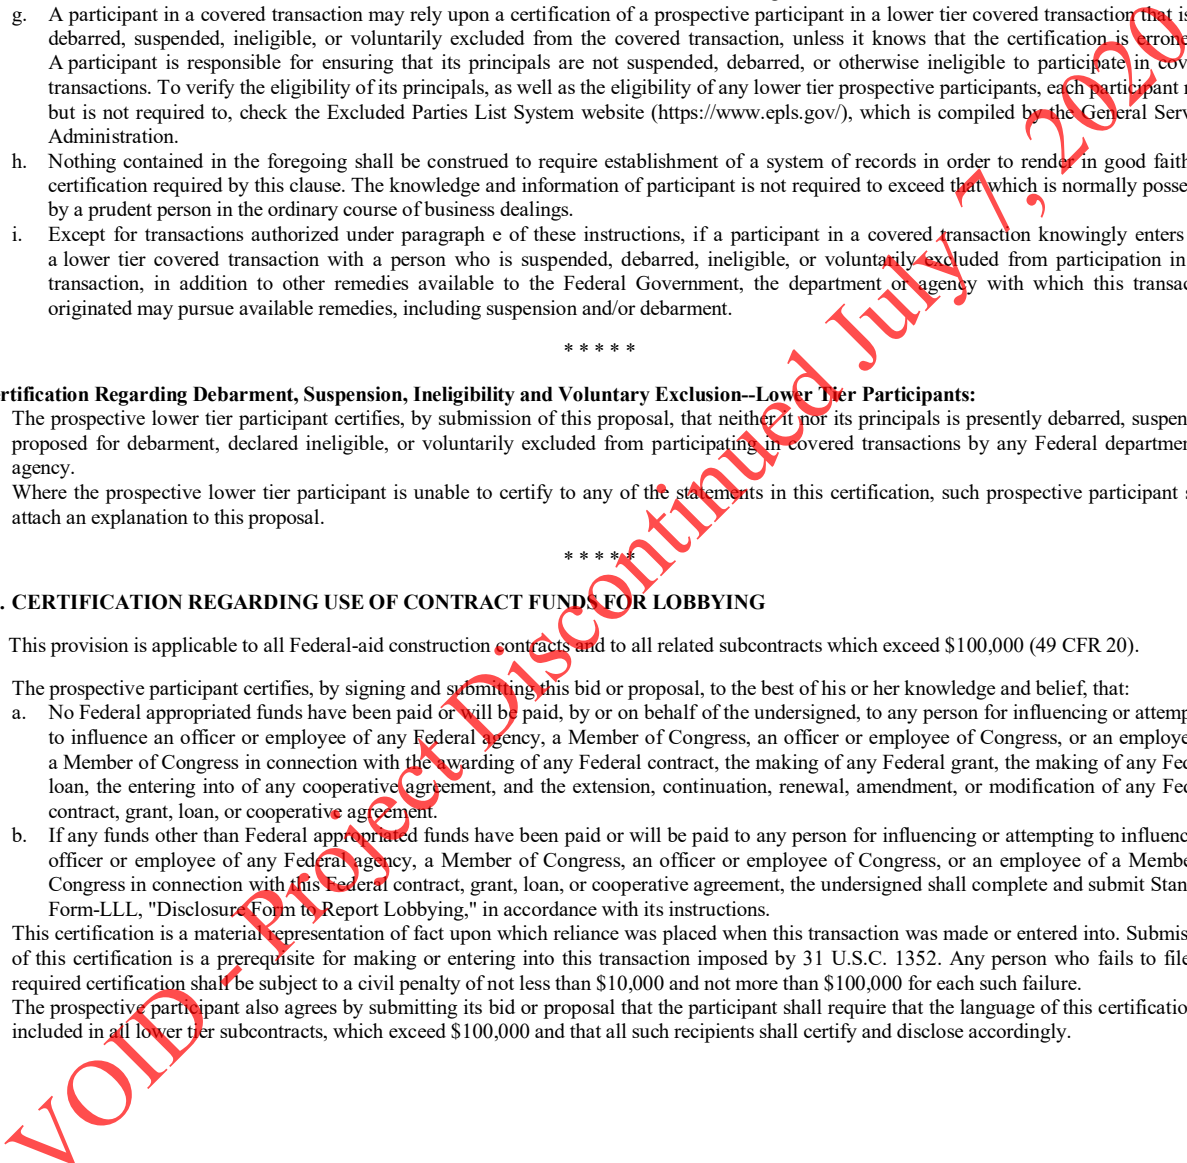 g. A participant in a covered transaction may rely upon a certification of a prospective participant in a lower tier covered transaction that is
debarred, suspended, ineligible, or voluntarily excluded from the covered transaction, unless it knows that the certification is errone
A participant is responsible for ensuring that its principals are not suspended, debarred, or otherwise ineligible to participate in cov
transactions. To verify the eligibility of its principals, as well as the eligibility of any lower tier prospective participants, each participant
but is not required to, check the Excluded Parties List System website (https://www.epls.gov/), which is compiled by the General Serv
Administration.
h. Nothing contained in the foregoing shall be construed to require establishment of a system of records in order to render in good faith
certification required by this clause. The knowledge and information of participant is not required to exceed that which is normally posse
by a prudent person in the ordinary course of business dealings.
i. Except for transactions authorized under paragraph e of these instructions, if a participant in a covered transaction knowingly enters
a lower tier covered transaction with a person who is suspended, debarred, ineligible, or voluntarily excluded from participation in
transaction, in addition to other remedies available to the Federal Government, the department or agency with which this transac
originated may pursue available remedies, including suspension and/or debarment.
* * * * *
rtification Regarding Debarment, Suspension, Ineligibility and Voluntary Exclusion--Lower Tier Participants:
The prospective lower tier participant certifies, by submission of this proposal, that neither it nor its principals is presently debarred, suspen
proposed for debarment, declared ineligible, or voluntarily excluded from participating in covered transactions by any Federal departmen
agency.
Where the prospective lower tier participant is unable to certify to any of the statements in this certification, such prospective participant
attach an explanation to this proposal.
* * * * *
. CERTIFICATION REGARDING USE OF CONTRACT FUNDS FOR LOBBYING
This provision is applicable to all Federal-aid construction contracts and to all related subcontracts which exceed $100,000 (49 CFR 20).
The prospective participant certifies, by signing and submitting this bid or proposal, to the best of his or her knowledge and belief, that:
a. No Federal appropriated funds have been paid or will be paid, by or on behalf of the undersigned, to any person for influencing or attemp
to influence an officer or employee of any Federal agency, a Member of Congress, an officer or employee of Congress, or an employe
a Member of Congress in connection with the awarding of any Federal contract, the making of any Federal grant, the making of any Fed
loan, the entering into of any cooperative agreement, and the extension, continuation, renewal, amendment, or modification of any Fed
contract, grant, loan, or cooperative agreement.
b. If any funds other than Federal appropriated funds have been paid or will be paid to any person for influencing or attempting to influenc
officer or employee of any Federal agency, a Member of Congress, an officer or employee of Congress, or an employee of a Membe
Congress in connection with this Federal contract, grant, loan, or cooperative agreement, the undersigned shall complete and submit Stan
Form-LLL, "Disclosure Form to Report Lobbying," in accordance with its instructions.
This certification is a material representation of fact upon which reliance was placed when this transaction was made or entered into. Submis
of this certification is a prerequisite for making or entering into this transaction imposed by 31 U.S.C. 1352. Any person who fails to file
required certification shall be subject to a civil penalty of not less than $10,000 and not more than $100,000 for each such failure.
The prospective participant also agrees by submitting its bid or proposal that the participant shall require that the language of this certificatio
included in all lower tier subcontracts, which exceed $100,000 and that all such recipients shall certify and disclose accordingly.
VOID - Project Discontinued July 7, 2020